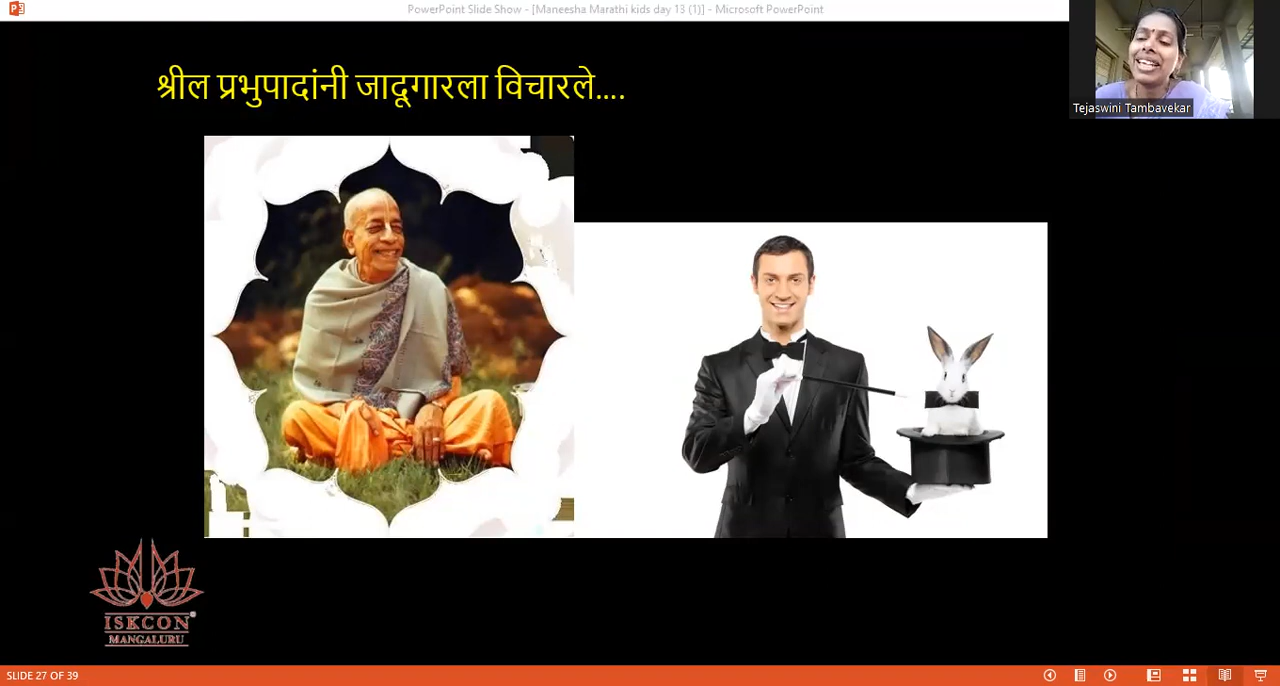 PowerPoint Slide Show - [Maneesha Marathi kids day 13 (1)] - Microsoft PowerPoint
श्रील प्रभुपादांनी जादूगारला विचारले....
Tejaswini Tambavekar
ISKCON
MANGALURU
SLIDE 27 OF 39